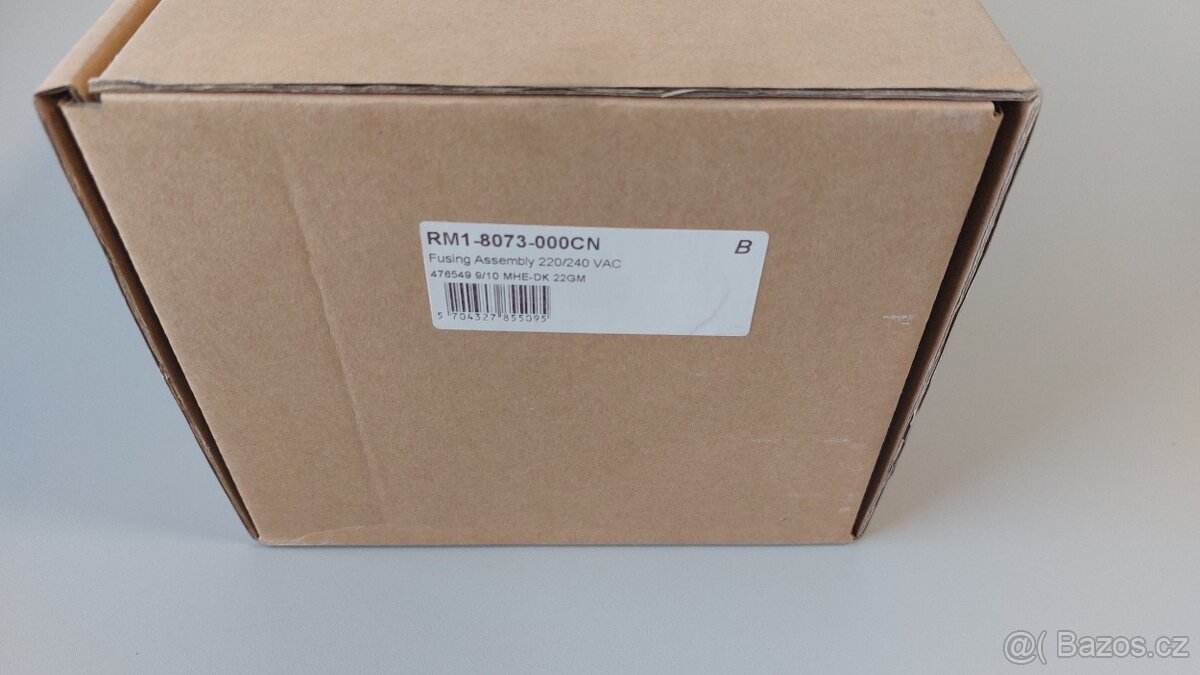 RM1-8073-000CN
B
Fusing Assembly 220/240 VAC
476549 9/10 MHE-DK 22GM
5 704327 855095
@( Bazos.cz